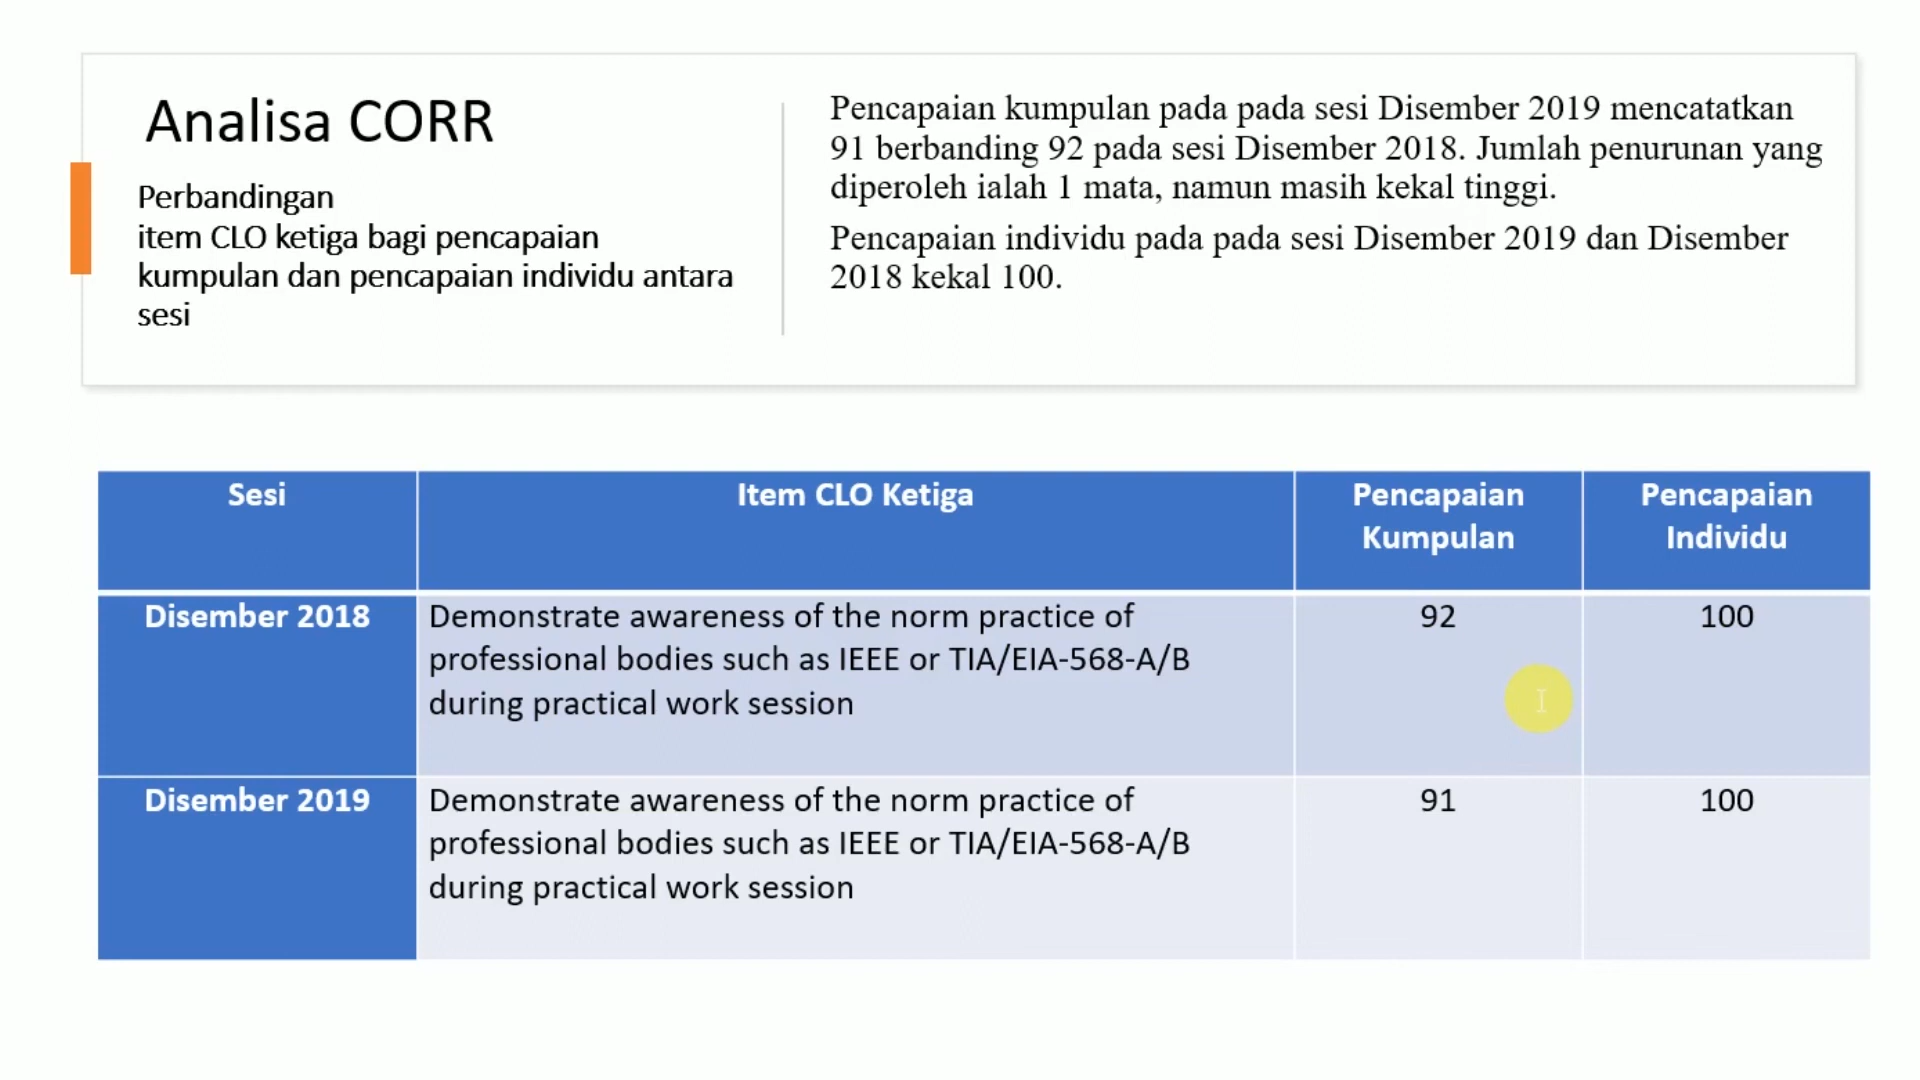 Analisa CORR
Perbandingan
item CLO ketiga bagi pencapaian
kumpulan dan pencapaian individu antara
sesi
Pencapaian kumpulan pada pada sesi Disember 2019 mencatatkan
91 berbanding 92 pada sesi Disember 2018. Jumlah penurunan yang
diperoleh ialah 1 mata, namun masih kekal tinggi.
Pencapaian individu pada pada sesi Disember 2019 dan Disember
2018 kekal 100.
Sesi
Item CLO Ketiga
Pencapaian
Kumpulan
Pencapaian
Individu
Disember 2018
Demonstrate awareness of the norm practice of
professional bodies such as IEEE or TIA/EIA-568-A/B
during practical work session
92
100
Disember 2019
Demonstrate awareness of the norm practice of
professional bodies such as IEEE or TIA/EIA-568-A/B
during practical work session
91
100